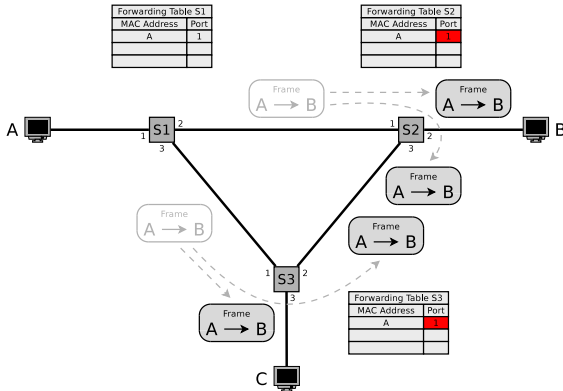 Forwarding Table S1
MAC Address Port
A 1
Forwarding Table S2
MAC Address Port
A 1
Frame
A B
Frame
A B
A
1
S1
2
3
1
S2
2
3
B
Frame
A B
Frame
A B
Frame
A B
1
S3
2
3
Frame
A B
Forwarding Table S3
MAC Address Port
A 1
C